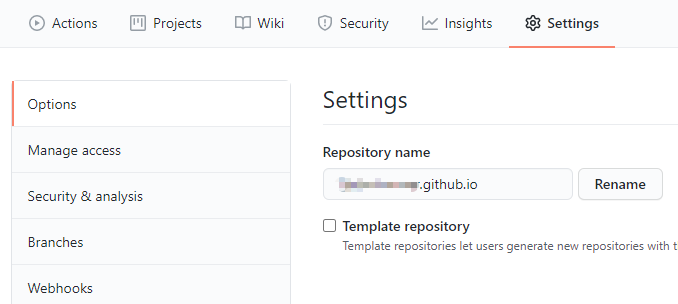 Actions Projects Wiki Security Insights Settings
Options
Manage access
Security & analysis
Branches
Webhooks
Settings
Repository name
.github.io Rename
Template repository
Template repositories let users generate new repositories with t